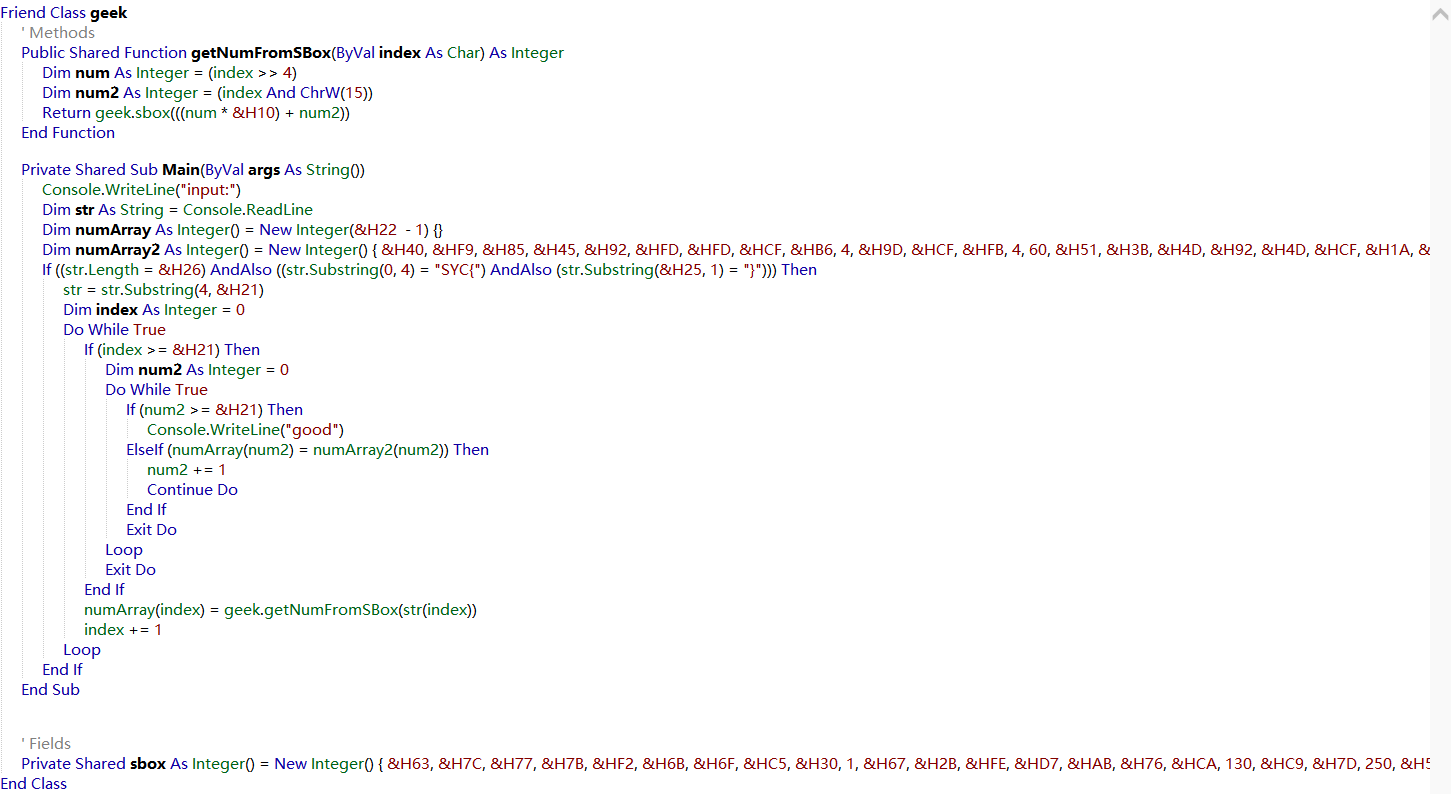 Friend Class geek
' Methods
Public Shared Function getNumFromSBox(ByVal index As Char) As Integer
Dim num As Integer = (index >> 4)
Dim num2 As Integer = (index And ChrW(15))
Return geek.sbox(((num * &H10) + num2))
End Function
Private Shared Sub Main(ByVal args As String())
Console.WriteLine("input:")
Dim str As String = Console.ReadLine
Dim numArray As Integer() = New Integer(&H22 - 1) {}
Dim numArray2 As Integer() = New Integer() { &H40, &HF9, &H85, &H45, &H92, &HFD, &HFD, &HCF, &HB6, 4, &H9D, &HCF, &HFB, 4, 60, &H51, &H3B, &H4D, &H92, &H4D, &HCF, &H1A, &
If ((str.Length = &H26) AndAlso ((str.Substring(0, 4) = "SYC{") AndAlso (str.Substring(&H25, 1) = "}"))) Then
str = str.Substring(4, &H21)
Dim index As Integer = 0
Do While True
If (index >= &H21) Then
Dim num2 As Integer = 0
Do While True
If (num2 >= &H21) Then
Console.WriteLine("good")
ElseIf (numArray(num2) = numArray2(num2)) Then
num2 += 1
Continue Do
End If
Exit Do
Loop
Exit Do
End If
numArray(index) = geek.getNumFromSBox(str(index))
index += 1
Loop
End If
End Sub
' Fields
Private Shared sbox As Integer() = New Integer() { &H63, &H7C, &H77, &H7B, &HF2, &H6B, &H6F, &HC5, &H30, 1, &H67, &H2B, &HFE, &HD7, &HAB, &H76, &HCA, 130, &HC9, &H7D, 250, &H5
End Class